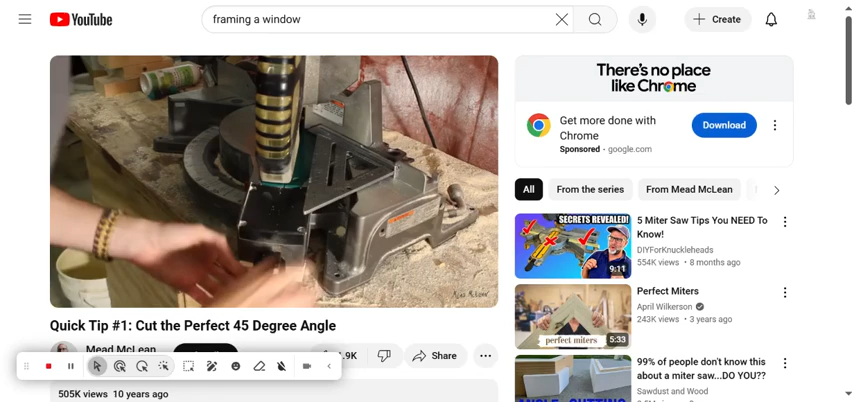 YouTube
framing a window
Create
There's no place
like Chrome
Get more done with
Chrome
Sponsored · google.com
Download
All
From the series
From Mead McLean
SECRETS REVEALED!
9:11
5 Miter Saw Tips You NEED To
Know!
DIYForKnuckleheads
554K views • 8 months ago
perfect miters
5:33
Perfect Miters
April Wilkerson
243K views • 3 years ago
99% of people don't know this
about a miter saw...DO YOU??
Sawdust and Wood
Mead McLean
Quick Tip #1: Cut the Perfect 45 Degree Angle
Mead McLean
.9K
Share
505K views 10 years ago